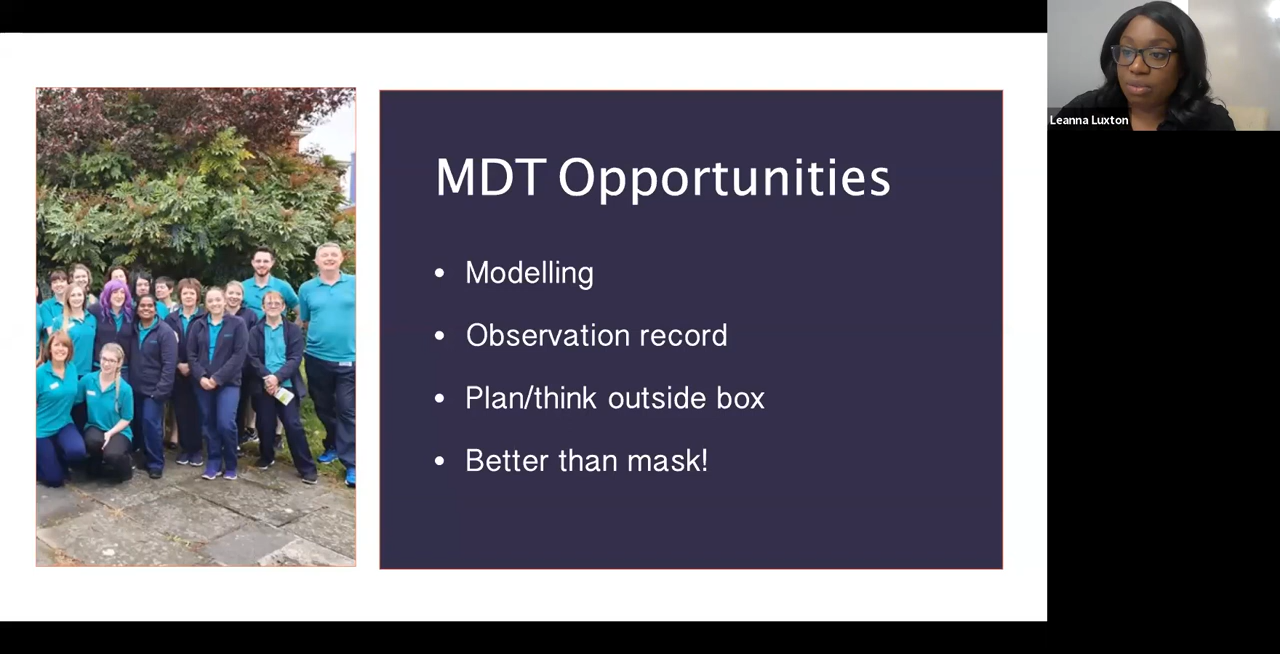 MDT Opportunities
• Modelling
• Observation record
• Plan/think outside box
• Better than mask!
Leanna Luxton